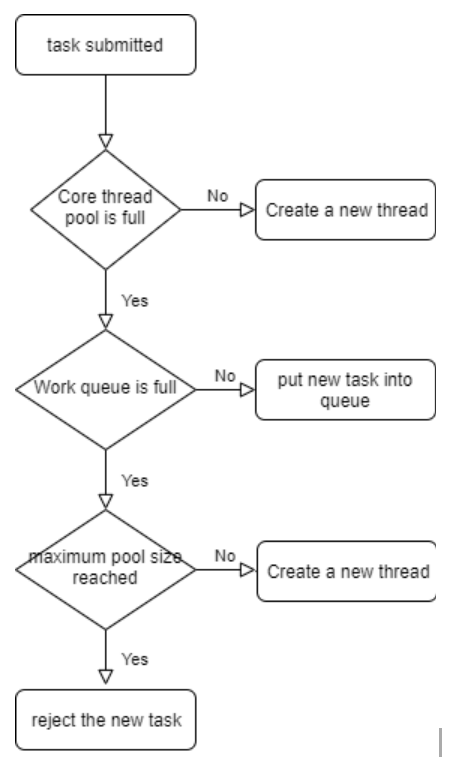 task submitted
Core thread
pool is full
No
Create a new thread
Yes
Work queue is full
No
put new task into
queue
Yes
maximum pool size
reached
No
Create a new thread
Yes
reject the new task